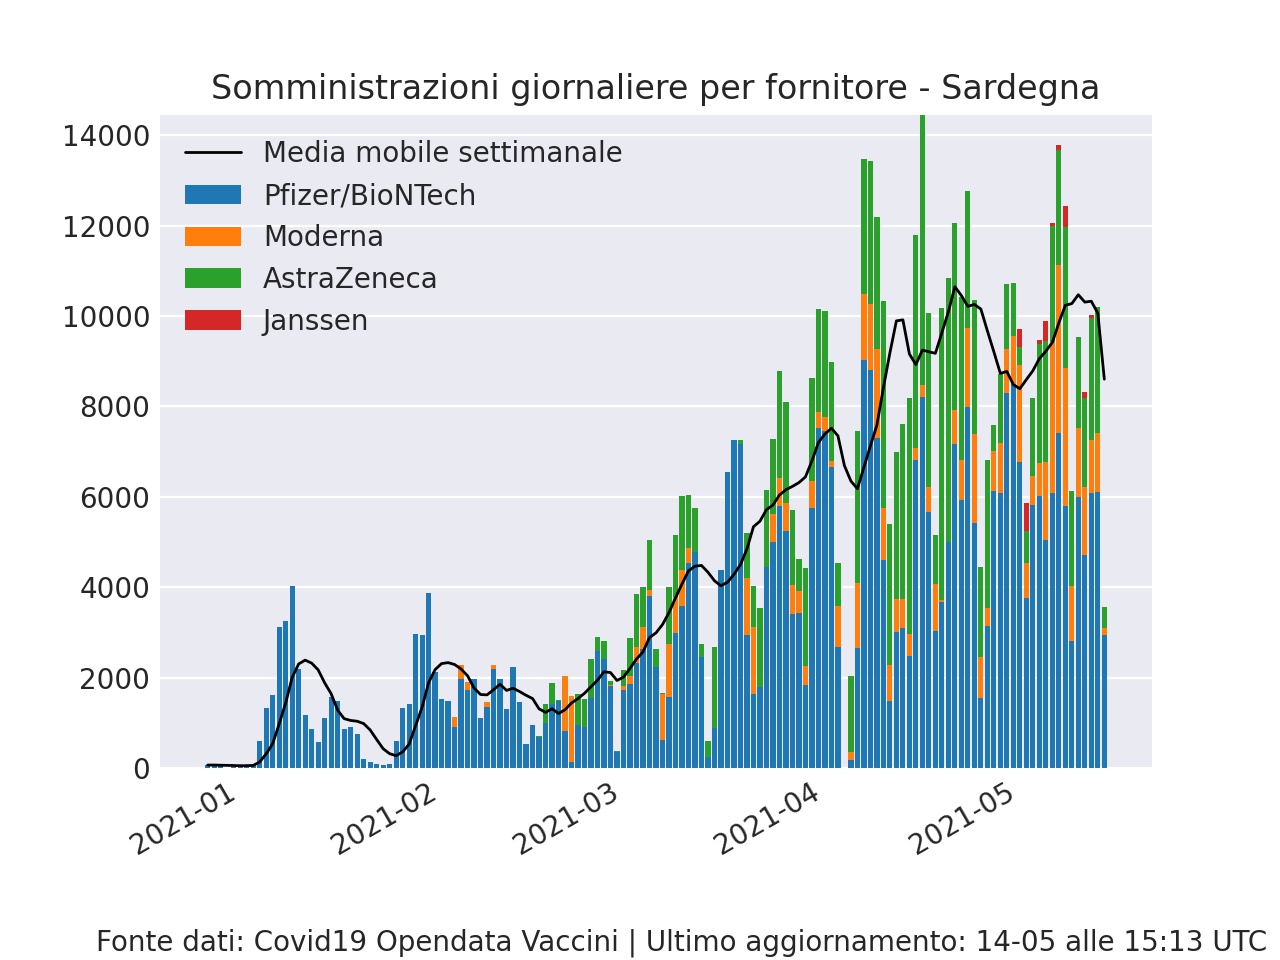 Somministrazioni giornaliere per fornitore - Sardegna
14000
12000
10000
8000
6000
4000
2000
0
Media mobile settimanale
Pfizer/BioNTech
Moderna
AstraZeneca
Janssen
2021-01
2021-02
2021-03
2021-04
2021-05
Fonte dati: Covid19 Opendata Vaccini | Ultimo aggiornamento: 14-05 alle 15:13 UTC